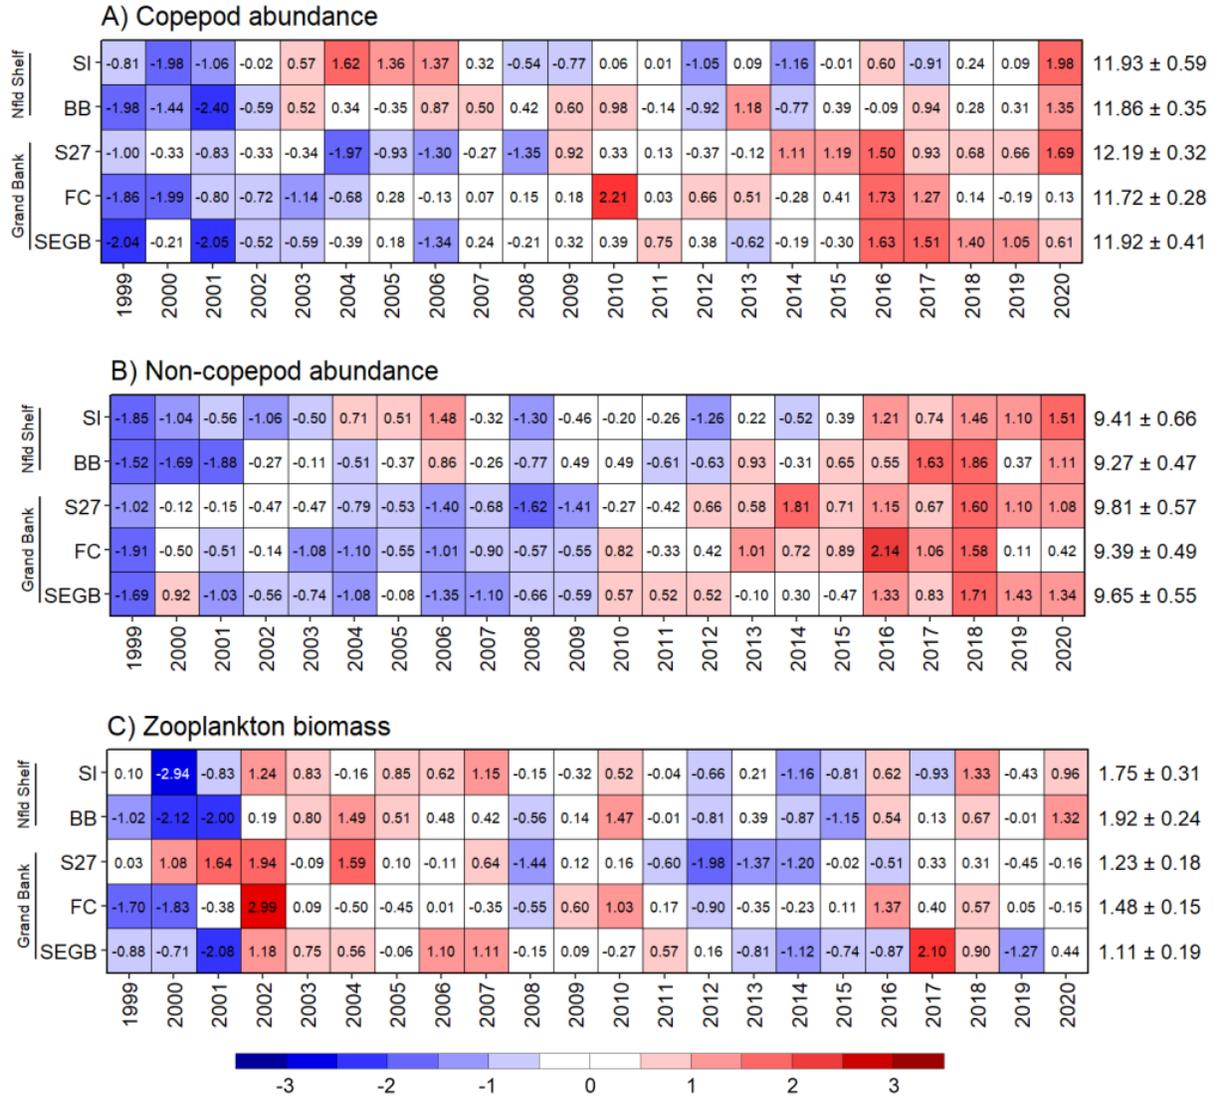 A) Copepod abundance
Nfld Shelf
SI -0.81 -1.98 -1.06 -0.02 0.57 1.62 1.36 1.37 0.32 -0.54 -0.77 0.06 0.01 -1.05 0.09 -1.16 -0.01 0.60 -0.91 0.24 0.09 1.98 11.93 ± 0.59
BB -1.98 -1.44 -2.40 -0.59 0.52 0.34 -0.35 0.87 0.50 0.42 0.60 0.98 -0.14 -0.92 1.18 -0.77 0.39 -0.09 0.94 0.28 0.31 1.35 11.86 ± 0.35
Grand Bank
S27 -1.00 -0.33 -0.83 -0.33 -0.34 -1.97 -0.93 -1.30 -0.27 -1.35 0.92 0.33 0.13 -0.37 -0.12 1.11 1.19 1.50 0.93 0.68 0.66 1.69 12.19 ± 0.32
FC -1.86 -1.99 -0.80 -0.72 -1.14 -0.68 0.28 -0.13 0.07 0.15 0.18 2.21 0.03 0.66 0.51 -0.28 0.41 1.73 1.27 0.14 -0.19 0.13 11.72 ± 0.28
SEGB -2.04 -0.21 -2.05 -0.52 -0.59 -0.39 0.18 -1.34 0.24 -0.21 0.32 0.39 0.75 0.38 -0.62 -0.19 -0.30 1.63 1.51 1.40 1.05 0.61 11.92 ± 0.41
1999 2000 2001 2002 2003 2004 2005 2006 2007 2008 2009 2010 2011 2012 2013 2014 2015 2016 2017 2018 2019 2020
B) Non-copepod abundance
Nfld Shelf
SI -1.85 -1.04 -0.56 -1.06 -0.50 0.71 0.51 1.48 -0.32 -1.30 -0.46 -0.20 -0.26 -1.26 0.22 -0.52 0.39 1.21 0.74 1.46 1.10 1.51 9.41 ± 0.66
BB -1.52 -1.69 -1.88 -0.27 -0.11 -0.51 -0.37 0.86 -0.26 -0.77 0.49 0.49 -0.61 -0.63 0.93 -0.31 0.65 0.55 1.63 1.86 0.37 1.11 9.27 ± 0.47
Grand Bank
S27 -1.02 -0.12 -0.15 -0.47 -0.47 -0.79 -0.53 -1.40 -0.68 -1.62 -1.41 -0.27 -0.42 0.66 0.58 1.81 0.71 1.15 0.67 1.60 1.10 1.08 9.81 ± 0.57
FC -1.91 -0.50 -0.51 -0.14 -1.08 -1.10 -0.55 -1.01 -0.90 -0.57 -0.55 0.82 -0.33 0.42 1.01 0.72 0.89 2.14 1.06 1.58 0.11 0.42 9.39 ± 0.49
SEGB -1.69 0.92 -1.03 -0.56 -0.74 -1.08 -0.08 -1.35 -1.10 -0.66 -0.59 0.57 0.52 0.52 -0.10 0.30 -0.47 1.33 0.83 1.71 1.43 1.34 9.65 ± 0.55
1999 2000 2001 2002 2003 2004 2005 2006 2007 2008 2009 2010 2011 2012 2013 2014 2015 2016 2017 2018 2019 2020
C) Zooplankton biomass
Nfld Shelf
SI 0.10 -2.94 -0.83 1.24 0.83 -0.16 0.85 0.62 1.15 -0.15 -0.32 0.52 -0.04 -0.66 0.21 -1.16 -0.81 0.62 -0.93 1.33 -0.43 0.96 1.75 ± 0.31
BB -1.02 -2.12 -2.00 0.19 0.80 1.49 0.51 0.48 0.42 -0.56 0.14 1.47 -0.01 -0.81 0.39 -0.87 -1.15 0.54 0.13 0.67 -0.01 1.32 1.92 ± 0.24
Grand Bank
S27 0.03 1.08 1.64 1.94 -0.09 1.59 0.10 -0.11 0.64 -1.44 0.12 0.16 -0.60 -1.98 -1.37 -1.20 -0.02 -0.51 0.33 0.31 -0.45 -0.16 1.23 ± 0.18
FC -1.70 -1.83 -0.38 2.99 0.09 -0.50 -0.45 0.01 -0.35 -0.55 0.60 1.03 0.17 -0.90 -0.35 -0.23 0.11 1.37 0.40 0.57 0.05 -0.15 1.48 ± 0.15
SEGB -0.88 -0.71 -2.08 1.18 0.75 0.56 -0.06 1.10 1.11 -0.15 0.09 -0.27 0.57 0.16 -0.81 -1.12 -0.74 -0.87 2.10 0.90 -1.27 0.44 1.11 ± 0.19
1999 2000 2001 2002 2003 2004 2005 2006 2007 2008 2009 2010 2011 2012 2013 2014 2015 2016 2017 2018 2019 2020
-3 -2 -1 0 1 2 3